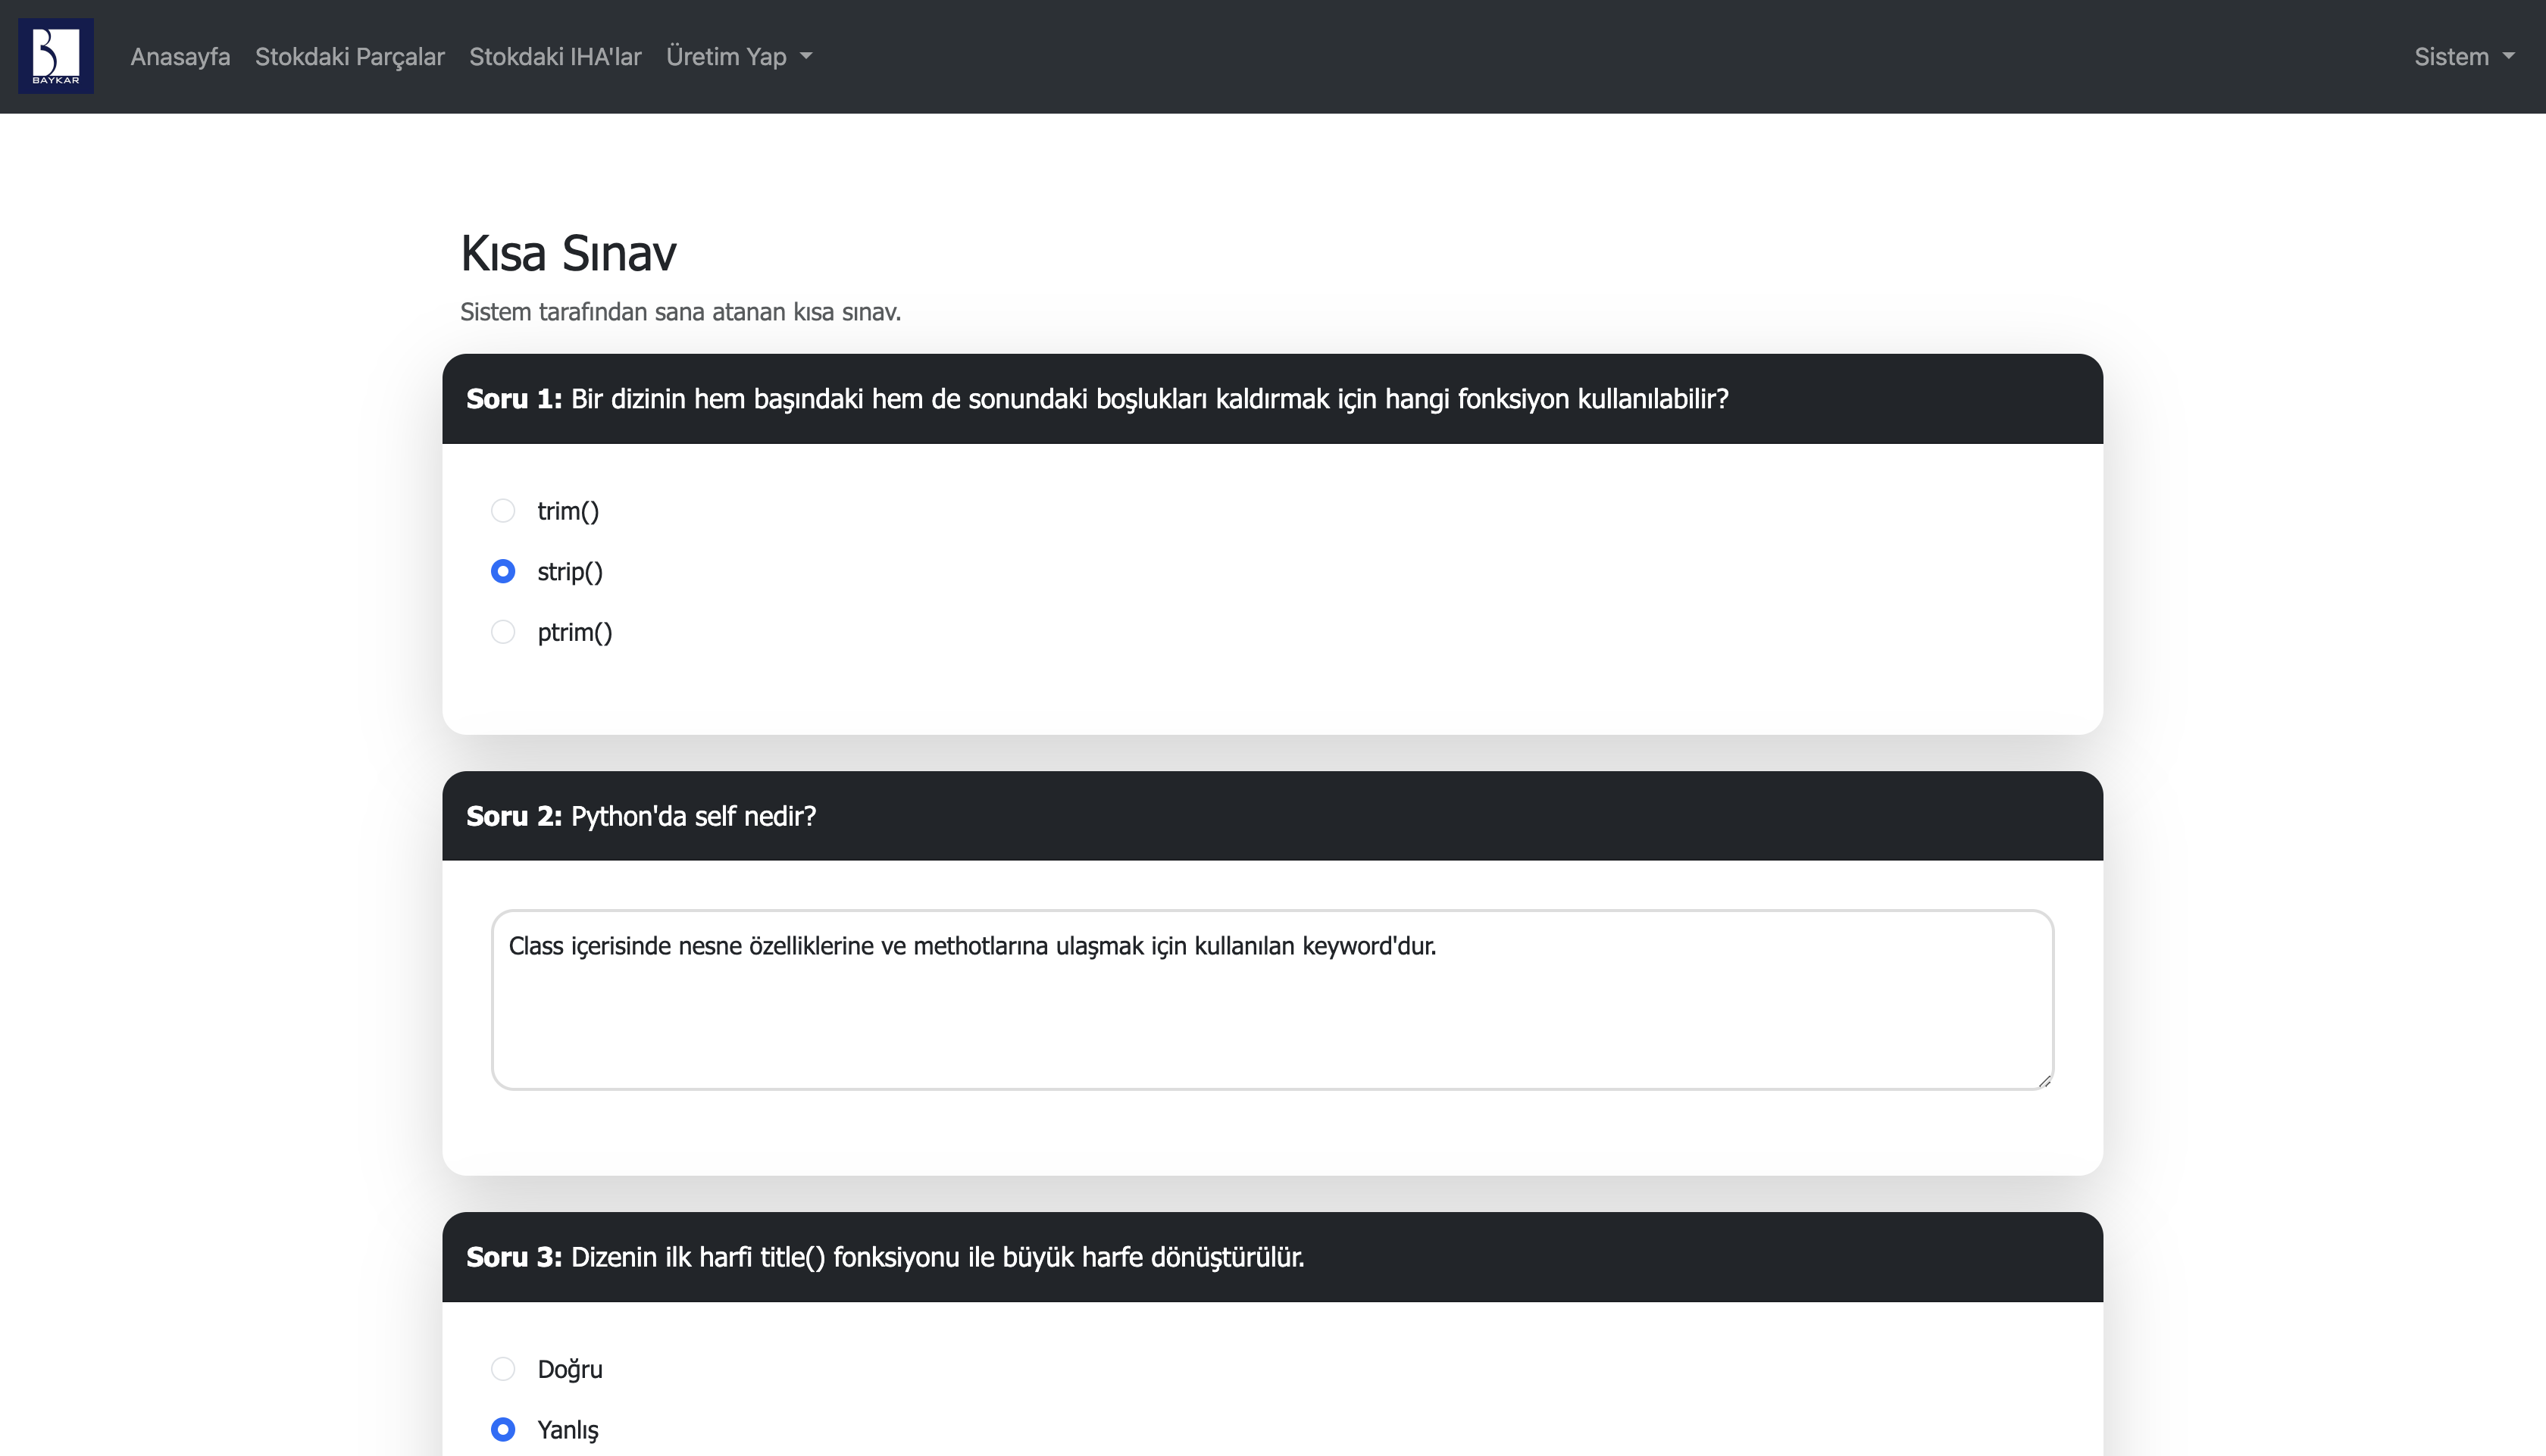 BAYKAR
Anasayfa Stokdaki Parçalar Stokdaki IHA'lar Üretim Yap Sistem
Kısa Sınav
Sistem tarafından sana atanan kısa sınav.
Soru 1: Bir dizinin hem başındaki hem de sonundaki boşlukları kaldırmak için hangi fonksiyon kullanılabilir?
trim()
strip()
ptrim()
Soru 2: Python'da self nedir?
Class içerisinde nesne özelliklerine ve methotlarına ulaşmak için kullanılan keyword'dur.
Soru 3: Dizenin ilk harfi title() fonksiyonu ile büyük harfe dönüştürülür.
Doğru
Yanlış